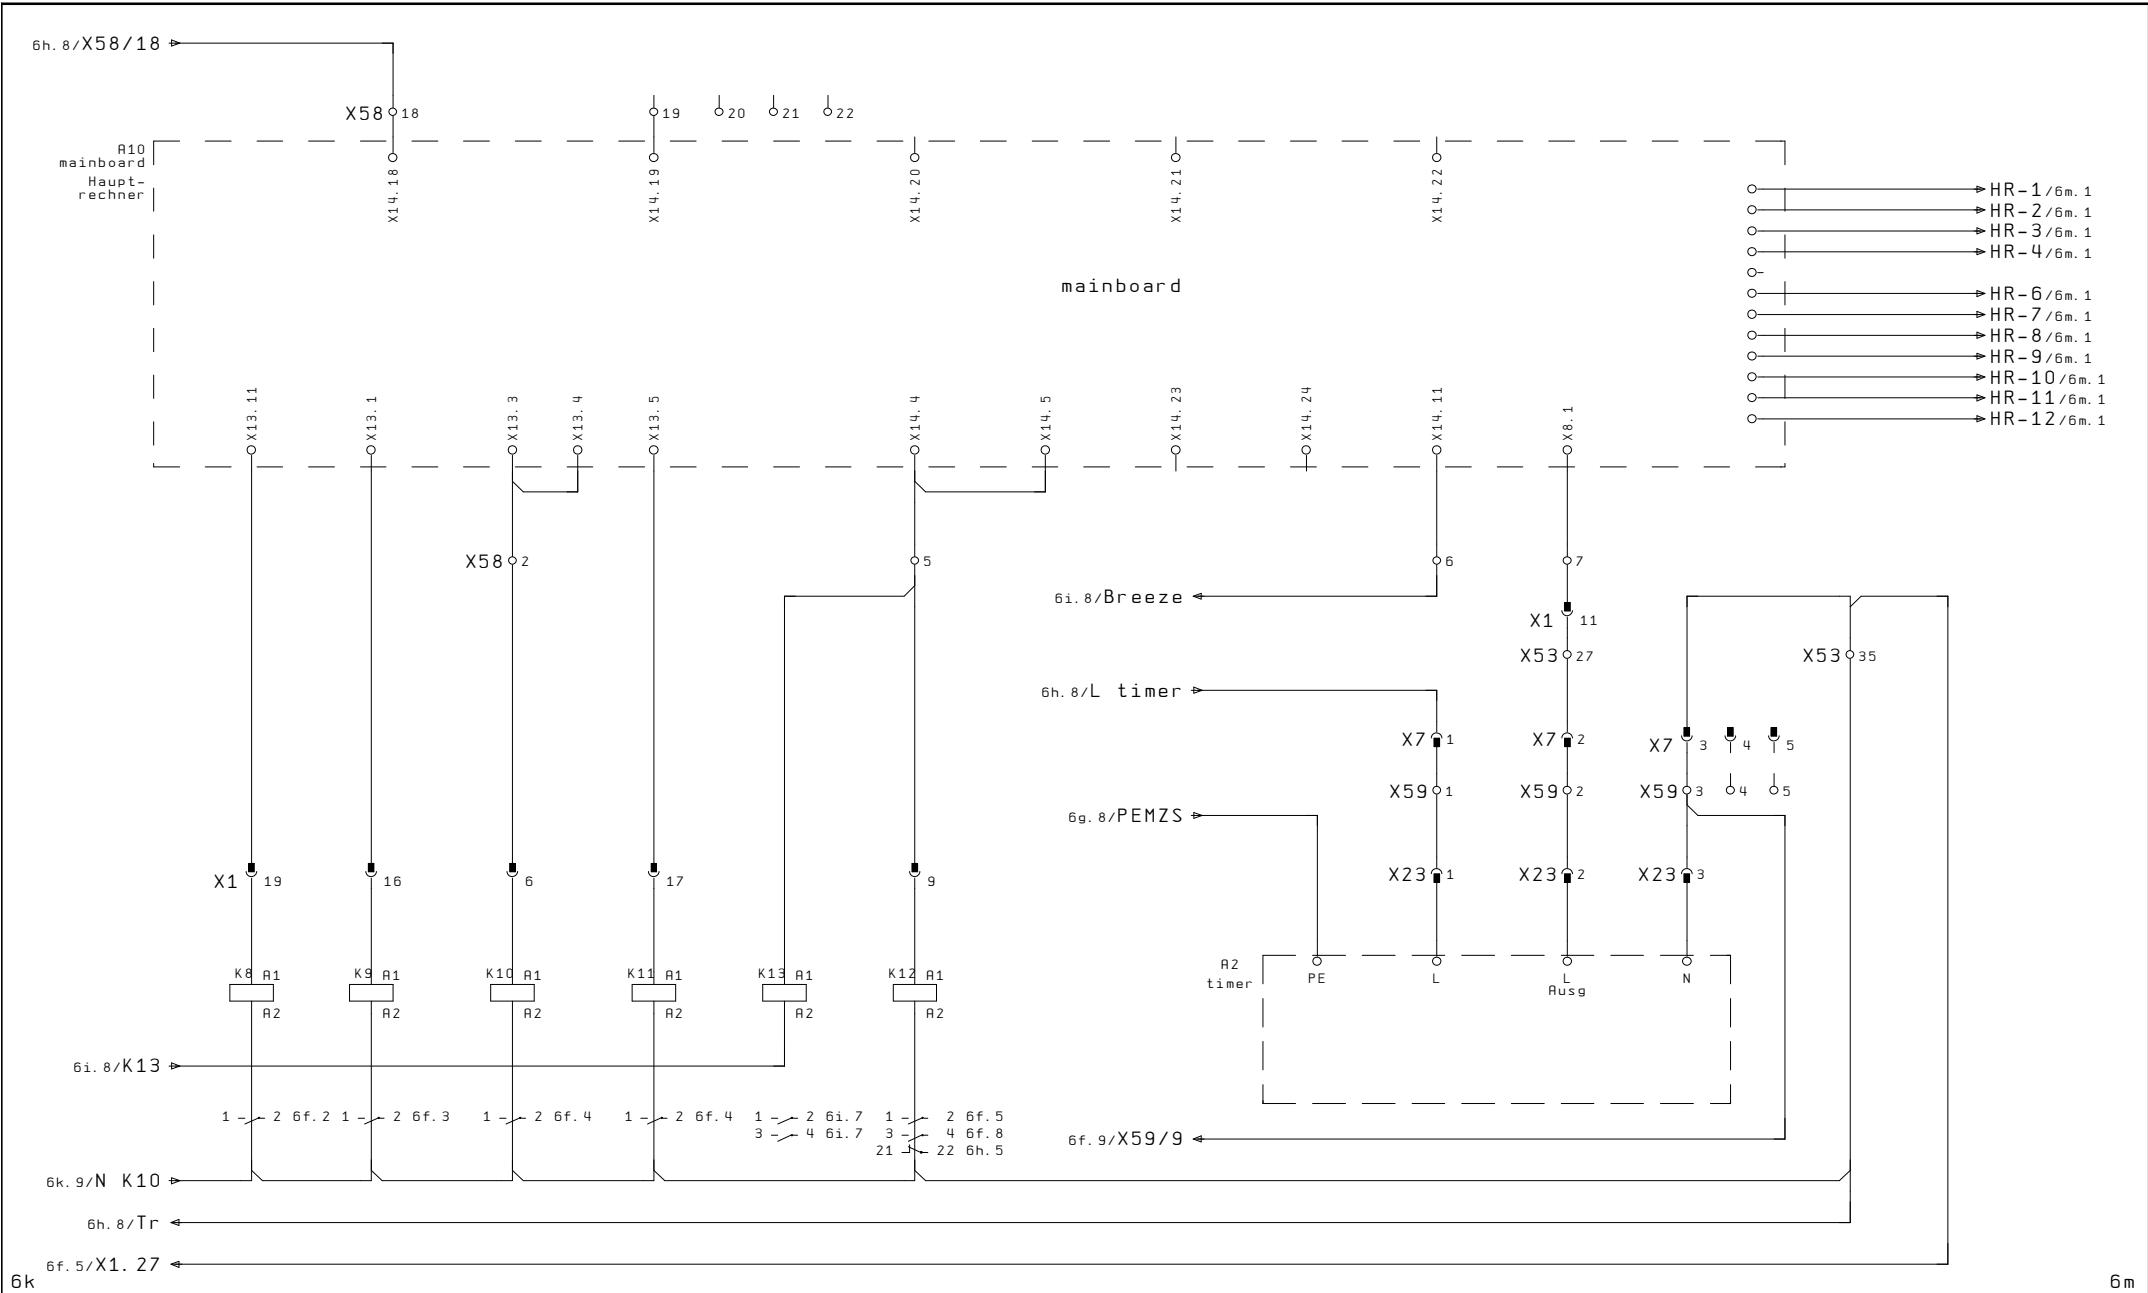 6h. 8/X58/18
X58 18 19 20 21 22
A10
mainboard
Haupt-
rechner
X14. 18 X14. 19 X14. 20 X14. 21 X14. 22
HR-1/6m. 1
HR-2/6m. 1
HR-3/6m. 1
HR-4/6m. 1
mainboard
HR-6/6m. 1
HR-7/6m. 1
HR-8/6m. 1
HR-9/6m. 1
HR-10/6m. 1
HR-11/6m. 1
HR-12/6m. 1
X13. 11 X13. 1 X13. 3 X13. 4 X13. 5 X14. 4 X14. 5 X14. 23 X14. 24 X14. 11 X8. 1
X58 2 5 6 7
6i. 8/Breeze
X1 11
X53 27 X53 35
6h. 8/L timer
X7 1 X7 2 X7 3 4 5
X59 1 X59 2 X59 3 4 5
6g. 8/PEMZS
X1 19 16 6 17 9 X23 1 X23 2 X23 3
K8 A1 K9 A1 K10 A1 K11 A1 K13 A1 K12 A1
A2
timer
PE L L N
Ausg
A2 A2 A2 A2 A2 A2
6i. 8/K13
1 2 6f. 2 1 2 6f. 3 1 2 6f. 4 1 2 6f. 4 1 2 6i. 7 1 2 6f. 5
3 4 6i. 7 3 4 6f. 8
21 22 6h. 5
6f. 9/X59/9
6k. 9/N K10
6h. 8/Tr
6f. 5/X1. 27
6k 6m